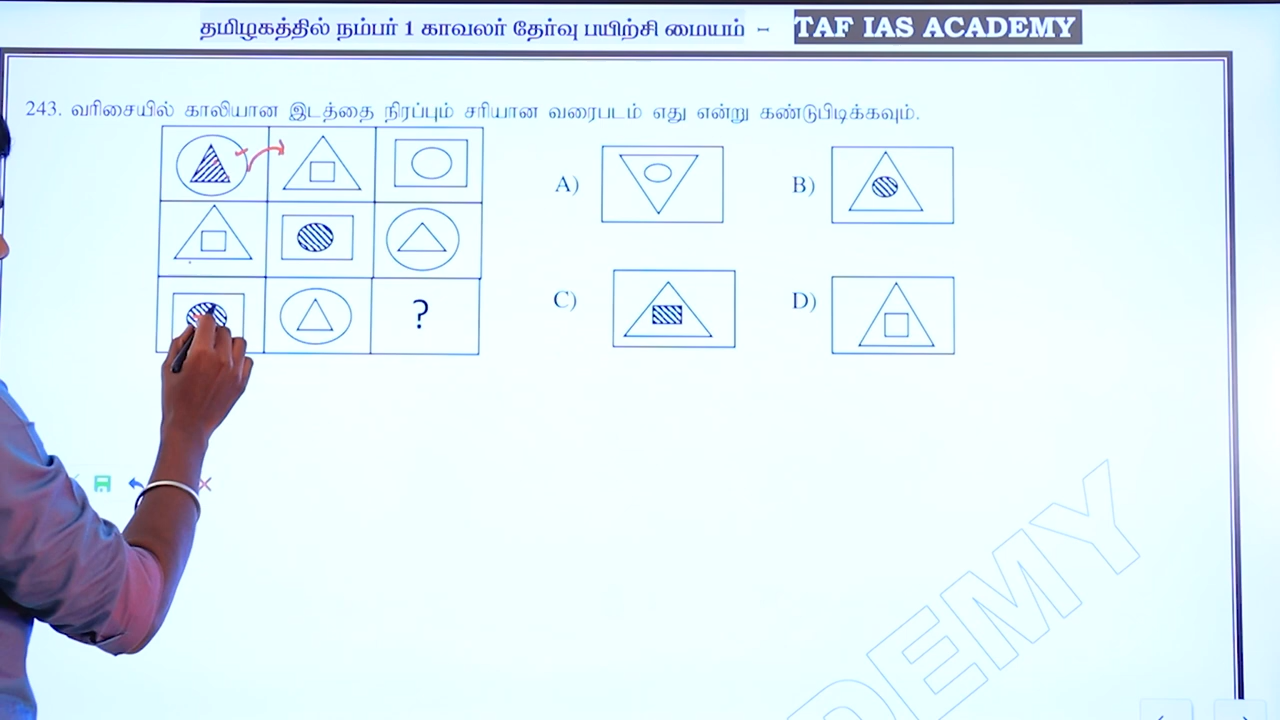 தமிழகத்தில் நம்பர் 1 காவலர் தேர்வு பயிற்சி மையம் – TAF IAS ACADEMY
243. வரிசையில் காலியான இடத்தை நிரப்பும் சரியான வரைபடம் எது என்று கண்டுபிடிக்கவும்.
A)
B)
?
C)
D)
DEMY